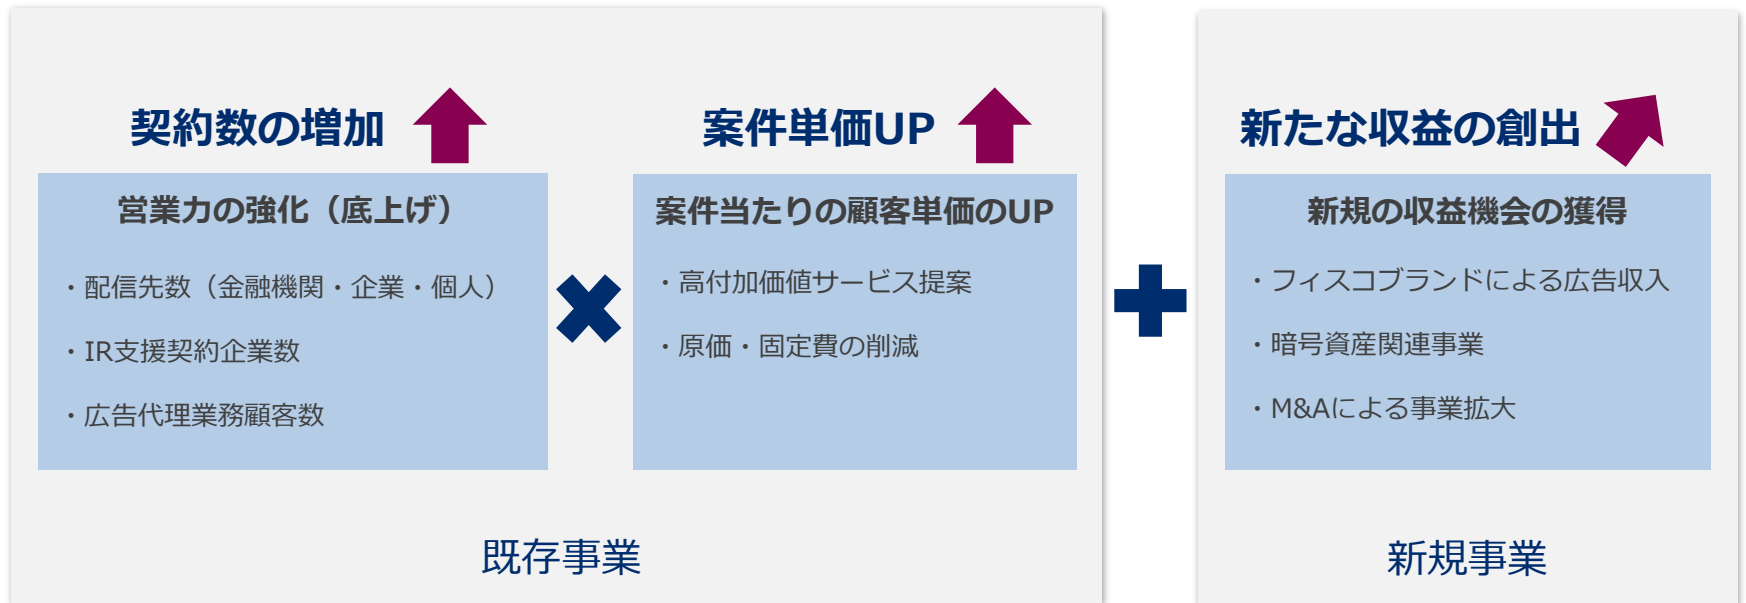 契約数の増加
営業力の強化（底上げ）
・配信先数（金融機関・企業・個人）
・IR支援契約企業数
・広告代理業務顧客数
案件単価UP
案件当たりの顧客単価のUP
・高付加価値サービス提案
・原価・固定費の削減
既存事業
新たな収益の創出
新規の収益機会の獲得
・フィスコブランドによる広告収入
・暗号資産関連事業
・M&Aによる事業拡大
新規事業